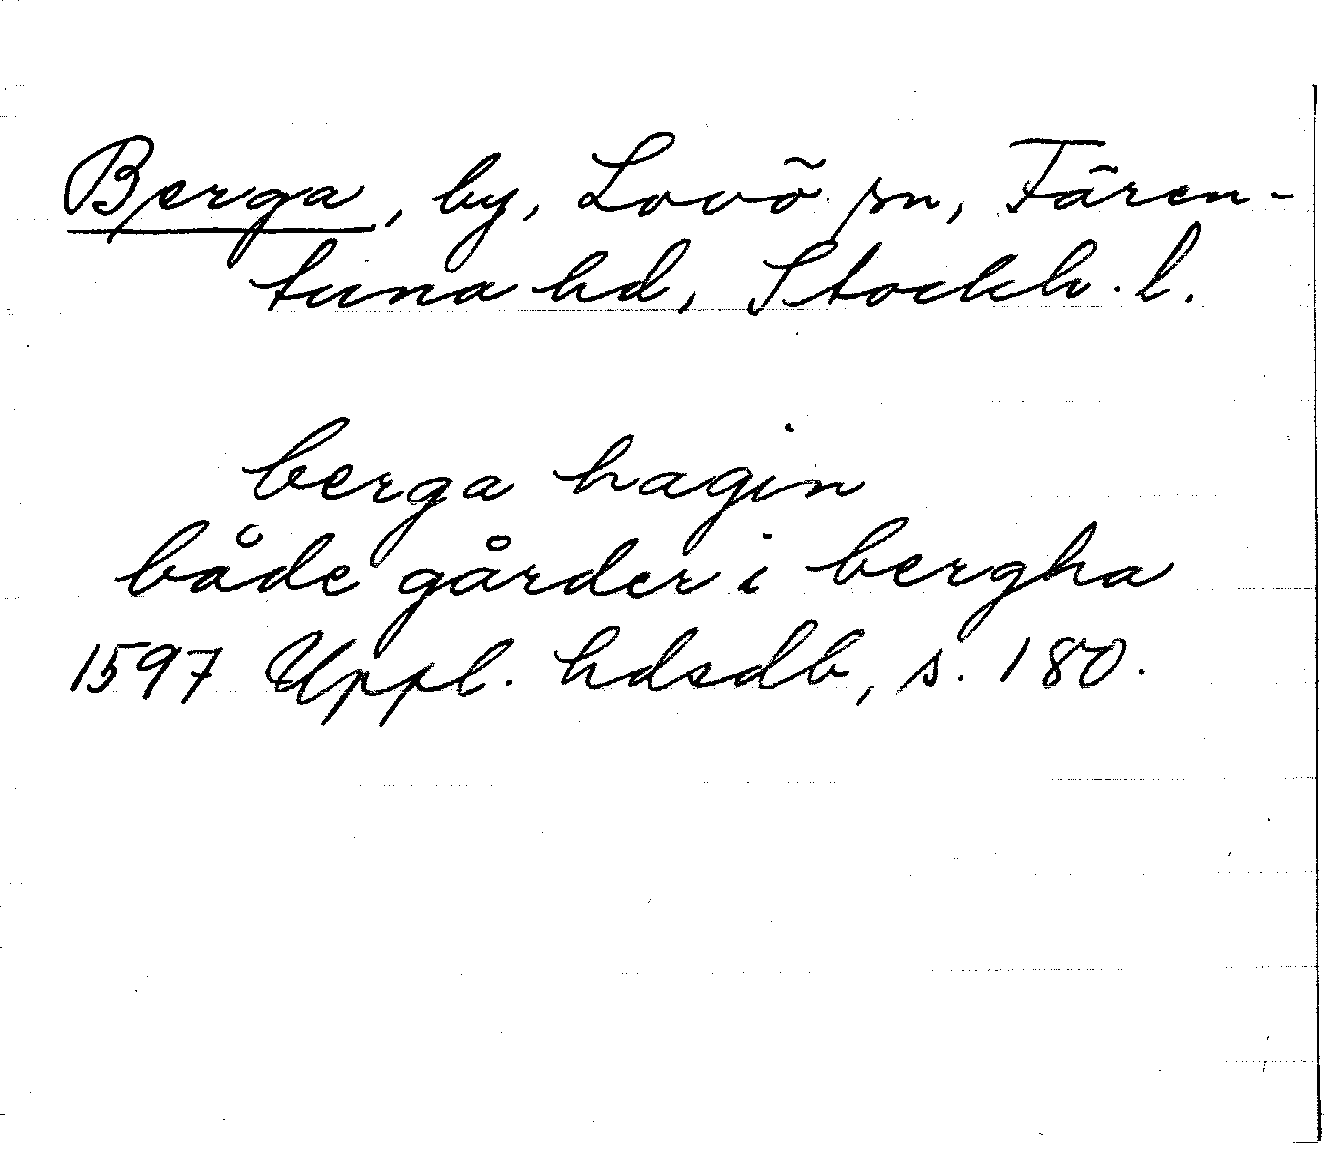 Berga, by, Lovö sn, Fären-
tuna hd, Stockh. l.
berga hagin
både gårder i bergha
1597 Uppl. hdsdb, s. 180.